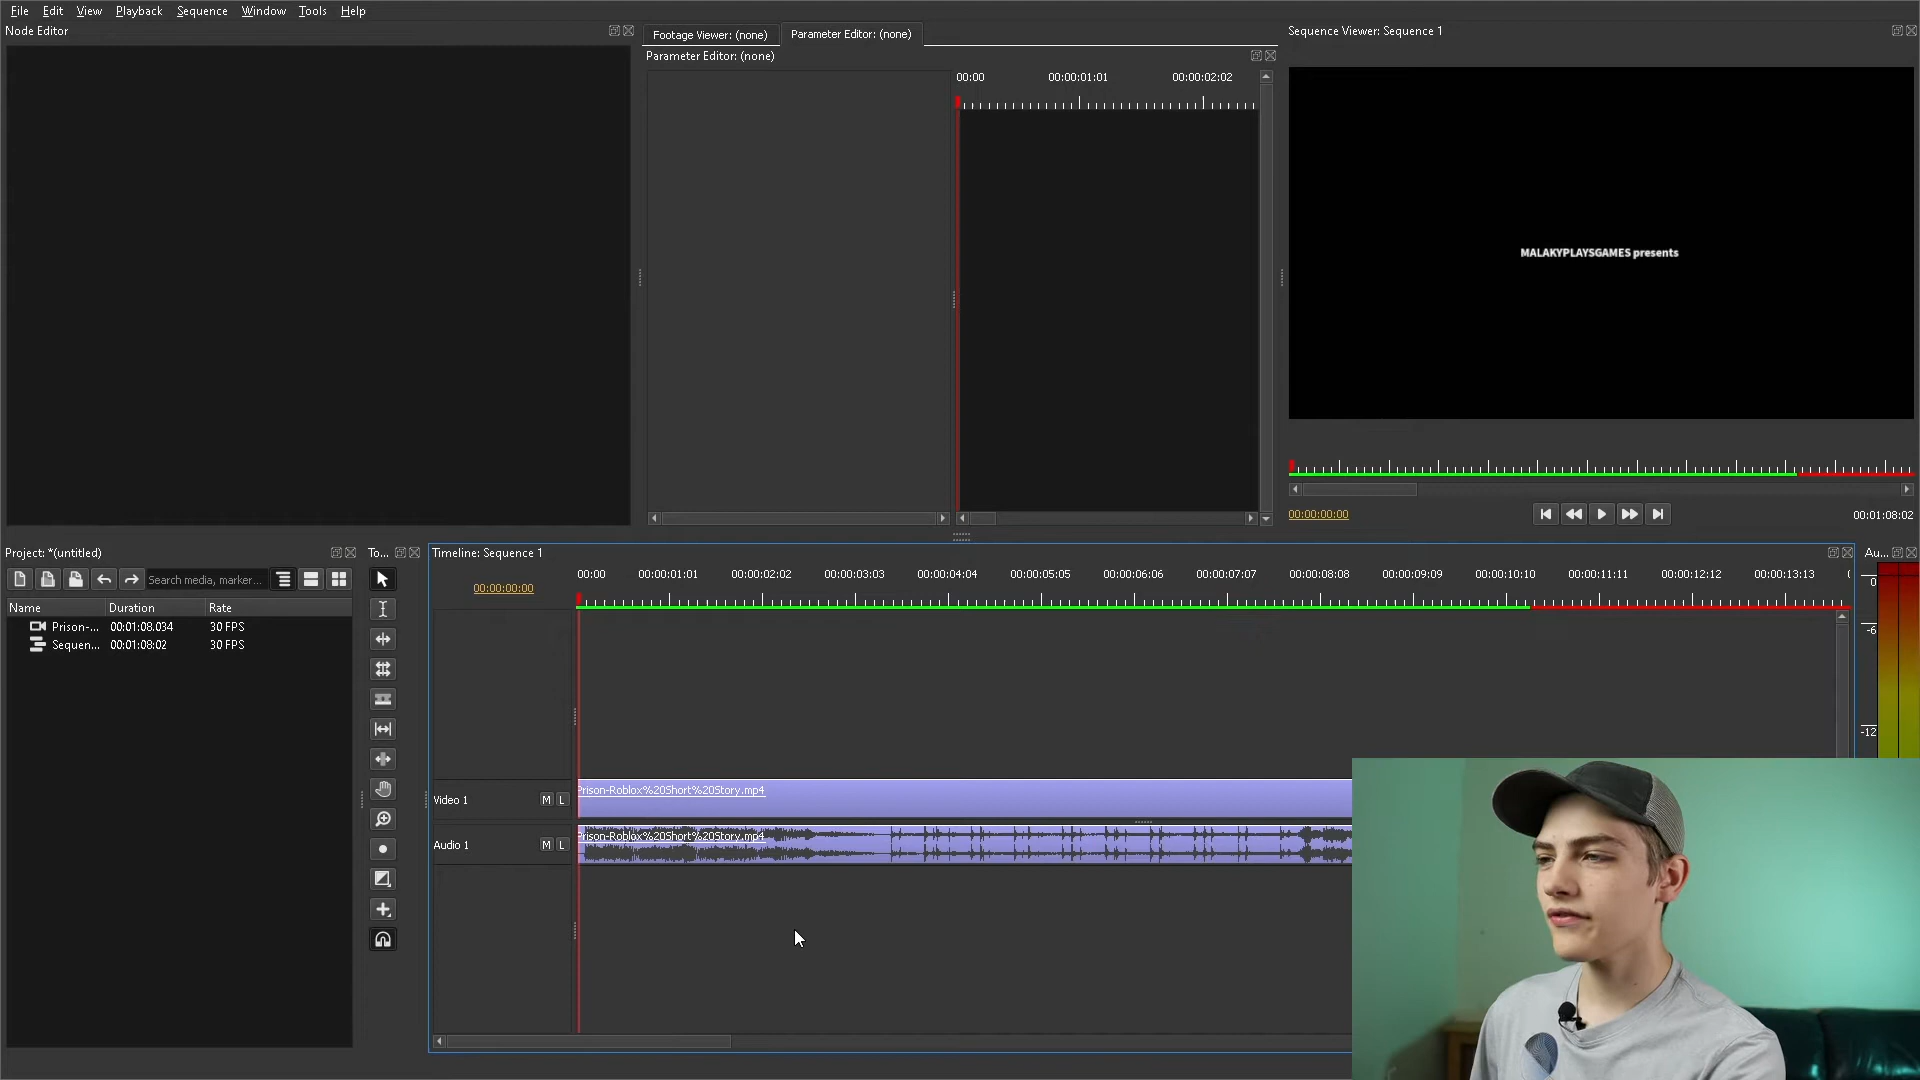 File Edit View Playback Sequence Window Tools Help
Node Editor
Footage Viewer: (none) Parameter Editor: (none)
Parameter Editor: (none)
00:00 00:00:01:01 00:00:02:02
Sequence Viewer: Sequence 1
MALAKYPLAYSGAMES presents
00:00:00:00 00:01:08:02
Project: *(untitled)
Search media, marker...
Name Duration Rate
Prison-... 00:01:08.034 30 FPS
Sequen... 00:01:08:02 30 FPS
To...
Timeline: Sequence 1
00:00:00:00
00:00 00:00:01:01 00:00:02:02 00:00:03:03 00:00:04:04 00:00:05:05 00:00:06:06 00:00:07:07 00:00:08:08 00:00:09:09 00:00:10:10 00:00:11:11 00:00:12:12 00:00:13:13
Video 1 M L
Prison-Roblox%20Short%20Story.mp4
Audio 1 M L
Prison-Roblox%20Short%20Story.mp4
Au...
0
-6
-12